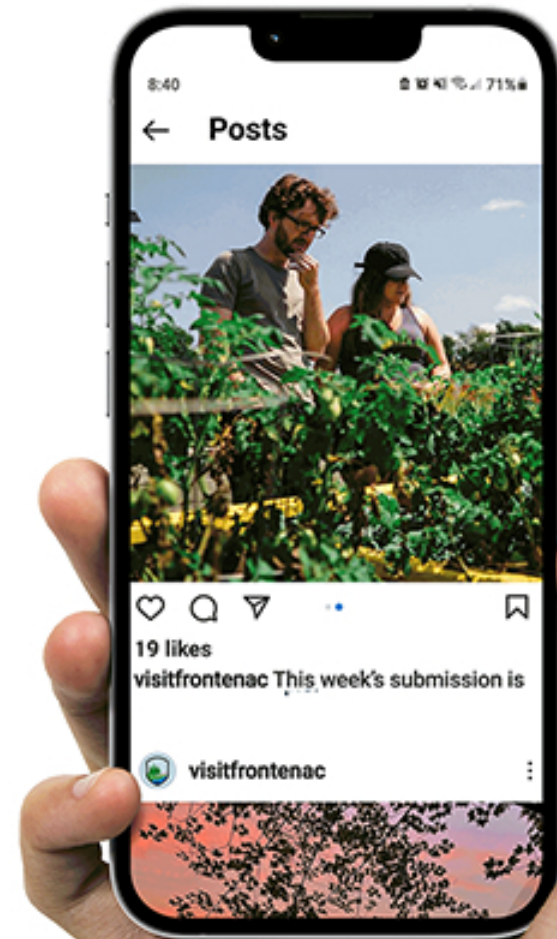 8:40
71%
Posts
19 likes
visitfrontenac This week's submission is
visitfrontenac